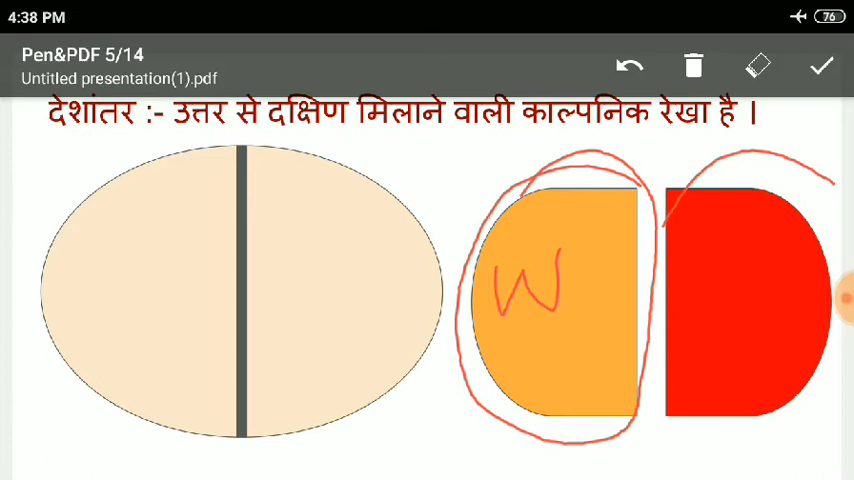 4:38 PM
76
Pen&PDF 5/14
Untitled presentation(1).pdf
देशांतर :- उत्तर से दक्षिण मिलाने वाली काल्पनिक रेखा है ।
W